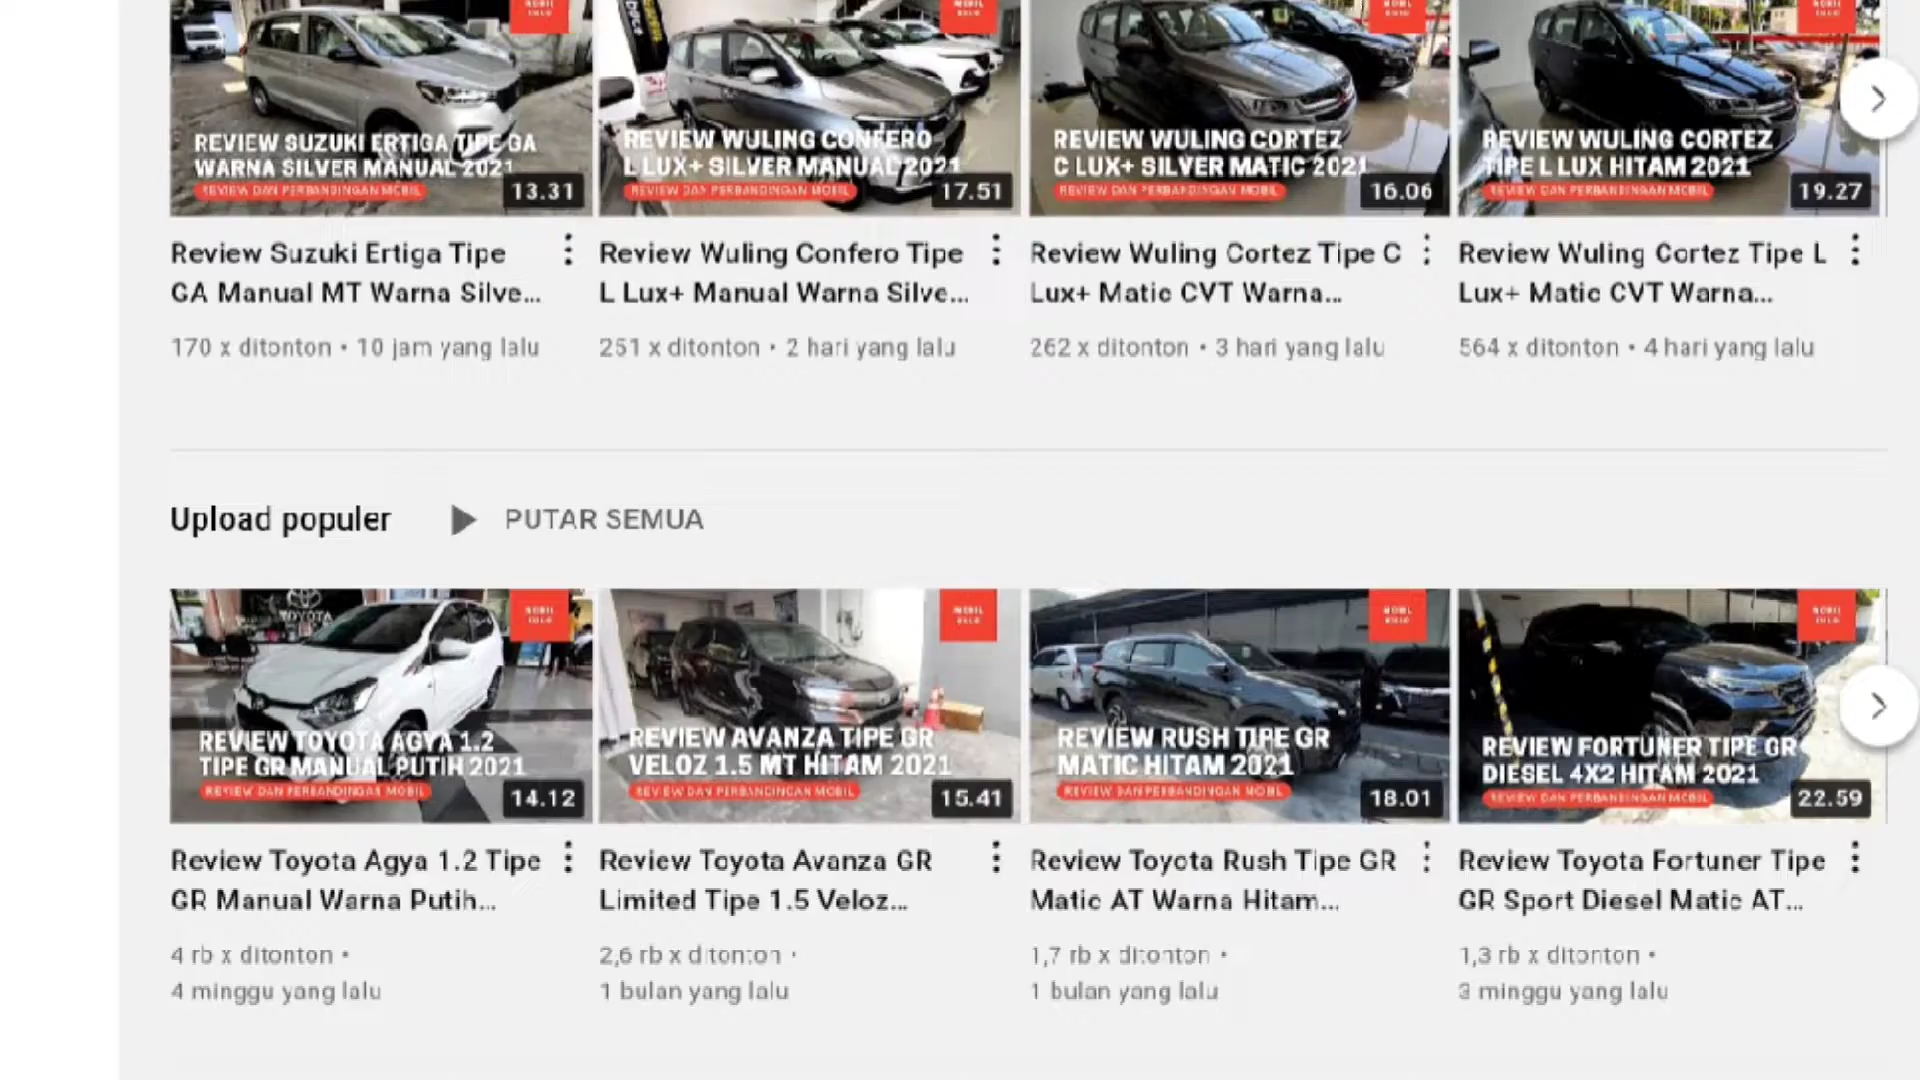 REVIEW SUZUKI ERTIGA TIPE GA
WARNA SILVER MANUAL 2021
REVIEW DAN PERBANDINGAN MOBIL
13.31
REVIEW WULING CONFERO
L LUX+ SILVER MANUAL 2021
REVIEW DAN PERBANDINGAN MOBIL
17.51
REVIEW WULING CORTEZ
C LUX+ SILVER MATIC 2021
REVIEW DAN PERBANDINGAN MOBIL
16.06
REVIEW WULING CORTEZ
TIPE L LUX HITAM 2021
REVIEW DAN PERBANDINGAN MOBIL
19.27
Review Suzuki Ertiga Tipe
GA Manual MT Warna Silve...
170 x ditonton • 10 jam yang lalu
Review Wuling Confero Tipe
L Lux+ Manual Warna Silve...
251 x ditonton • 2 hari yang lalu
Review Wuling Cortez Tipe C
Lux+ Matic CVT Warna...
262 x ditonton • 3 hari yang lalu
Review Wuling Cortez Tipe L
Lux+ Matic CVT Warna...
564 x ditonton • 4 hari yang lalu
Upload populer
PUTAR SEMUA
TOYOTA
REVIEW TOYOTA AGYA 1.2
TIPE GR MANUAL PUTIH 2021
REVIEW DAN PERBANDINGAN MOBIL
14.12
REVIEW AVANZA TIPE GR
VELOZ 1.5 MT HITAM 2021
REVIEW DAN PERBANDINGAN MOBIL
15.41
REVIEW RUSH TIPE GR
MATIC HITAM 2021
REVIEW DAN PERBANDINGAN MOBIL
18.01
REVIEW FORTUNER TIPE GR
DIESEL 4X2 HITAM 2021
REVIEW DAN PERBANDINGAN MOBIL
22.59
Review Toyota Agya 1.2 Tipe
GR Manual Warna Putih...
4 rb x ditonton •
4 minggu yang lalu
Review Toyota Avanza GR
Limited Tipe 1.5 Veloz...
2,6 rb x ditonton •
1 bulan yang lalu
Review Toyota Rush Tipe GR
Matic AT Warna Hitam...
1,7 rb x ditonton •
1 bulan yang lalu
Review Toyota Fortuner Tipe
GR Sport Diesel Matic AT...
1,3 rb x ditonton •
3 minggu yang lalu